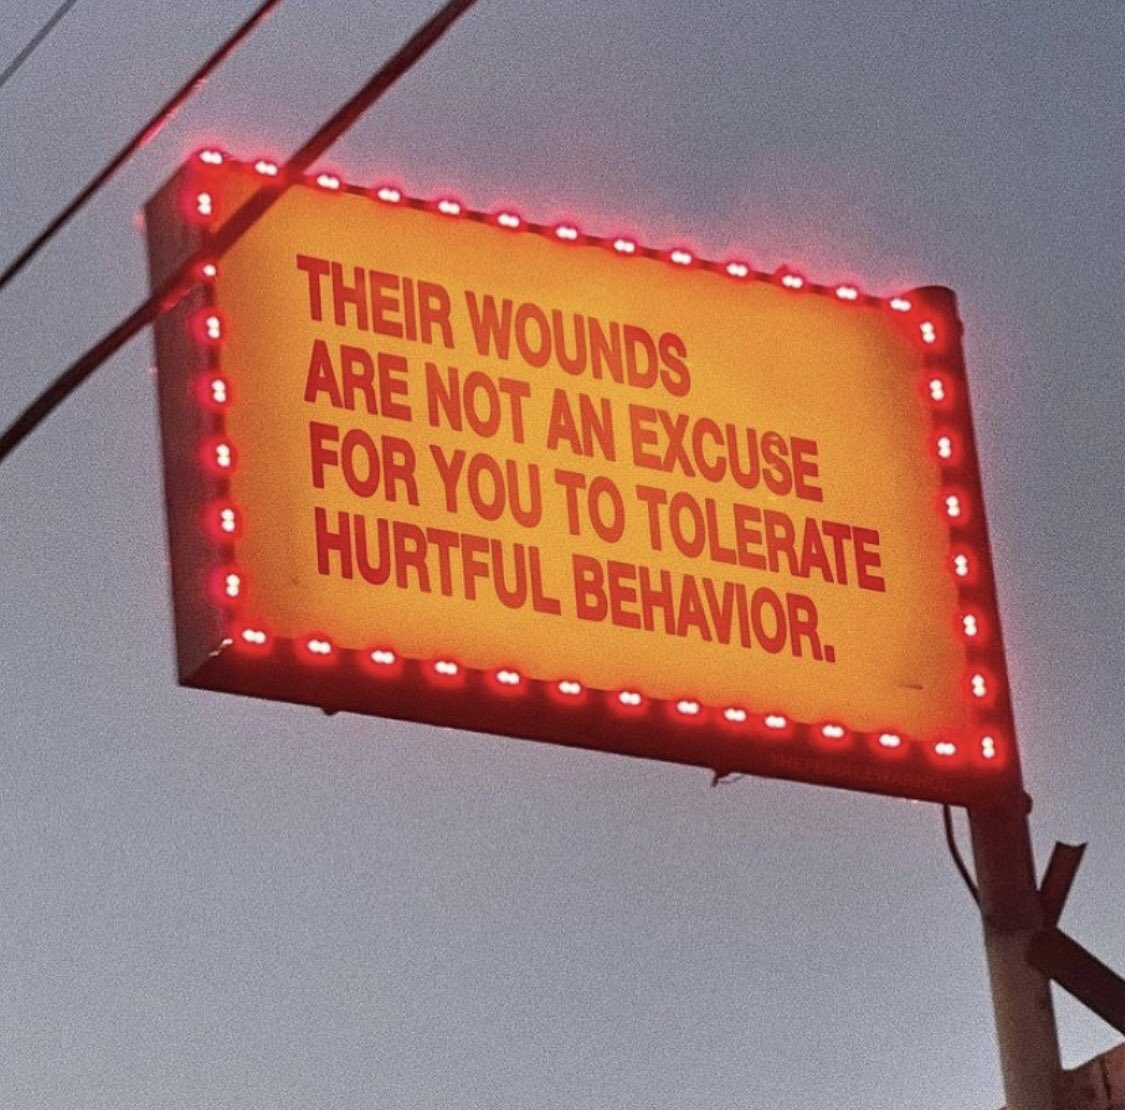 THEIR WOUNDS
ARE NOT AN EXCUSE
FOR YOU TO TOLERATE
HURTFUL BEHAVIOR.